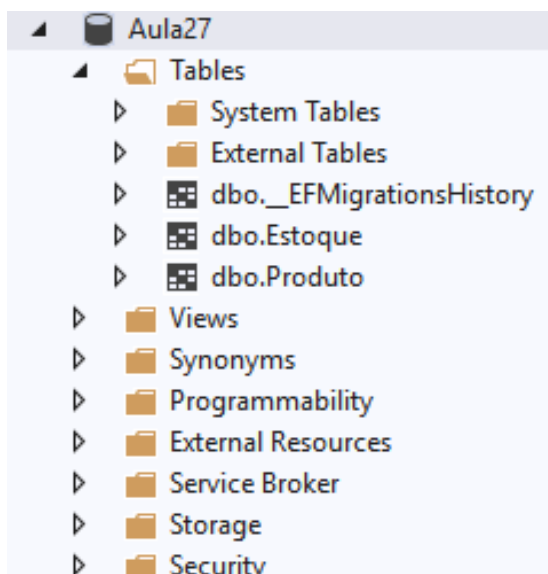 Aula27
Tables
System Tables
External Tables
dbo.__EFMigrationsHistory
dbo.Estoque
dbo.Produto
Views
Synonyms
Programmability
External Resources
Service Broker
Storage
Security